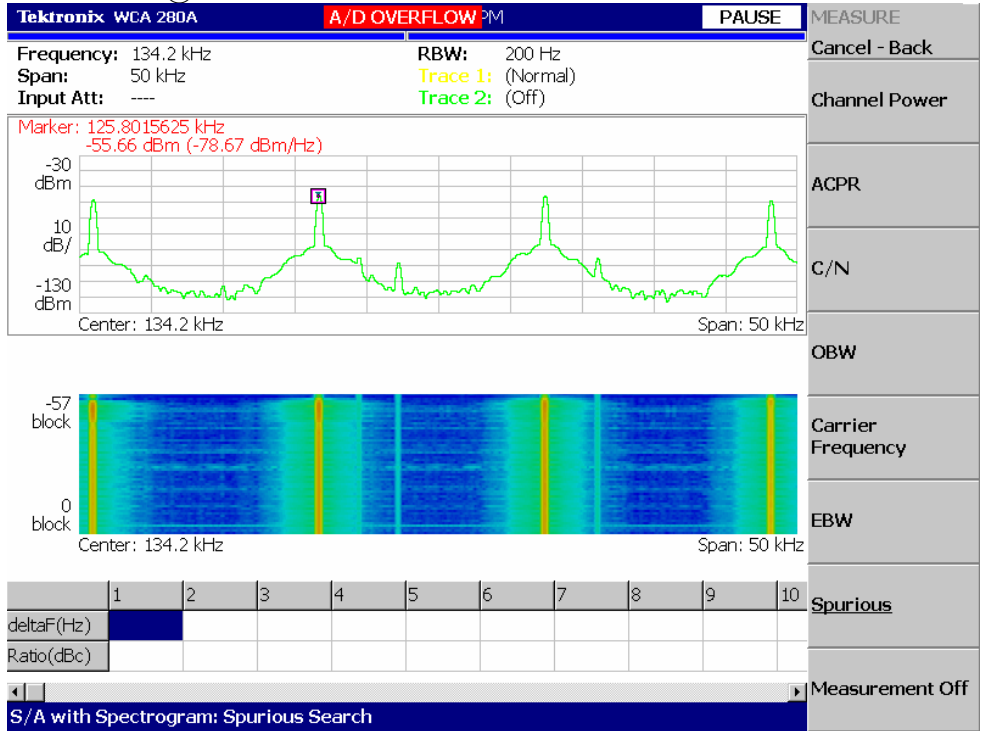 Tektronix WCA 280A A/D OVERFLOW PM PAUSE
MEASURE
Cancel - Back
Frequency: 134.2 kHz RBW: 200 Hz
Span: 50 kHz Trace 1: (Normal)
Input Att: ---- Trace 2: (Off)
Channel Power
Marker: 125.8015625 kHz
-55.66 dBm (-78.67 dBm/Hz)
-30
dBm
10
dB/
-130
dBm
Center: 134.2 kHz Span: 50 kHz
ACPR
C/N
OBW
-57
block
0
block
Center: 134.2 kHz Span: 50 kHz
Carrier
Frequency
EBW
1 2 3 4 5 6 7 8 9 10
deltaF(Hz)
Ratio(dBc)
Spurious
Measurement Off
S/A with Spectrogram: Spurious Search